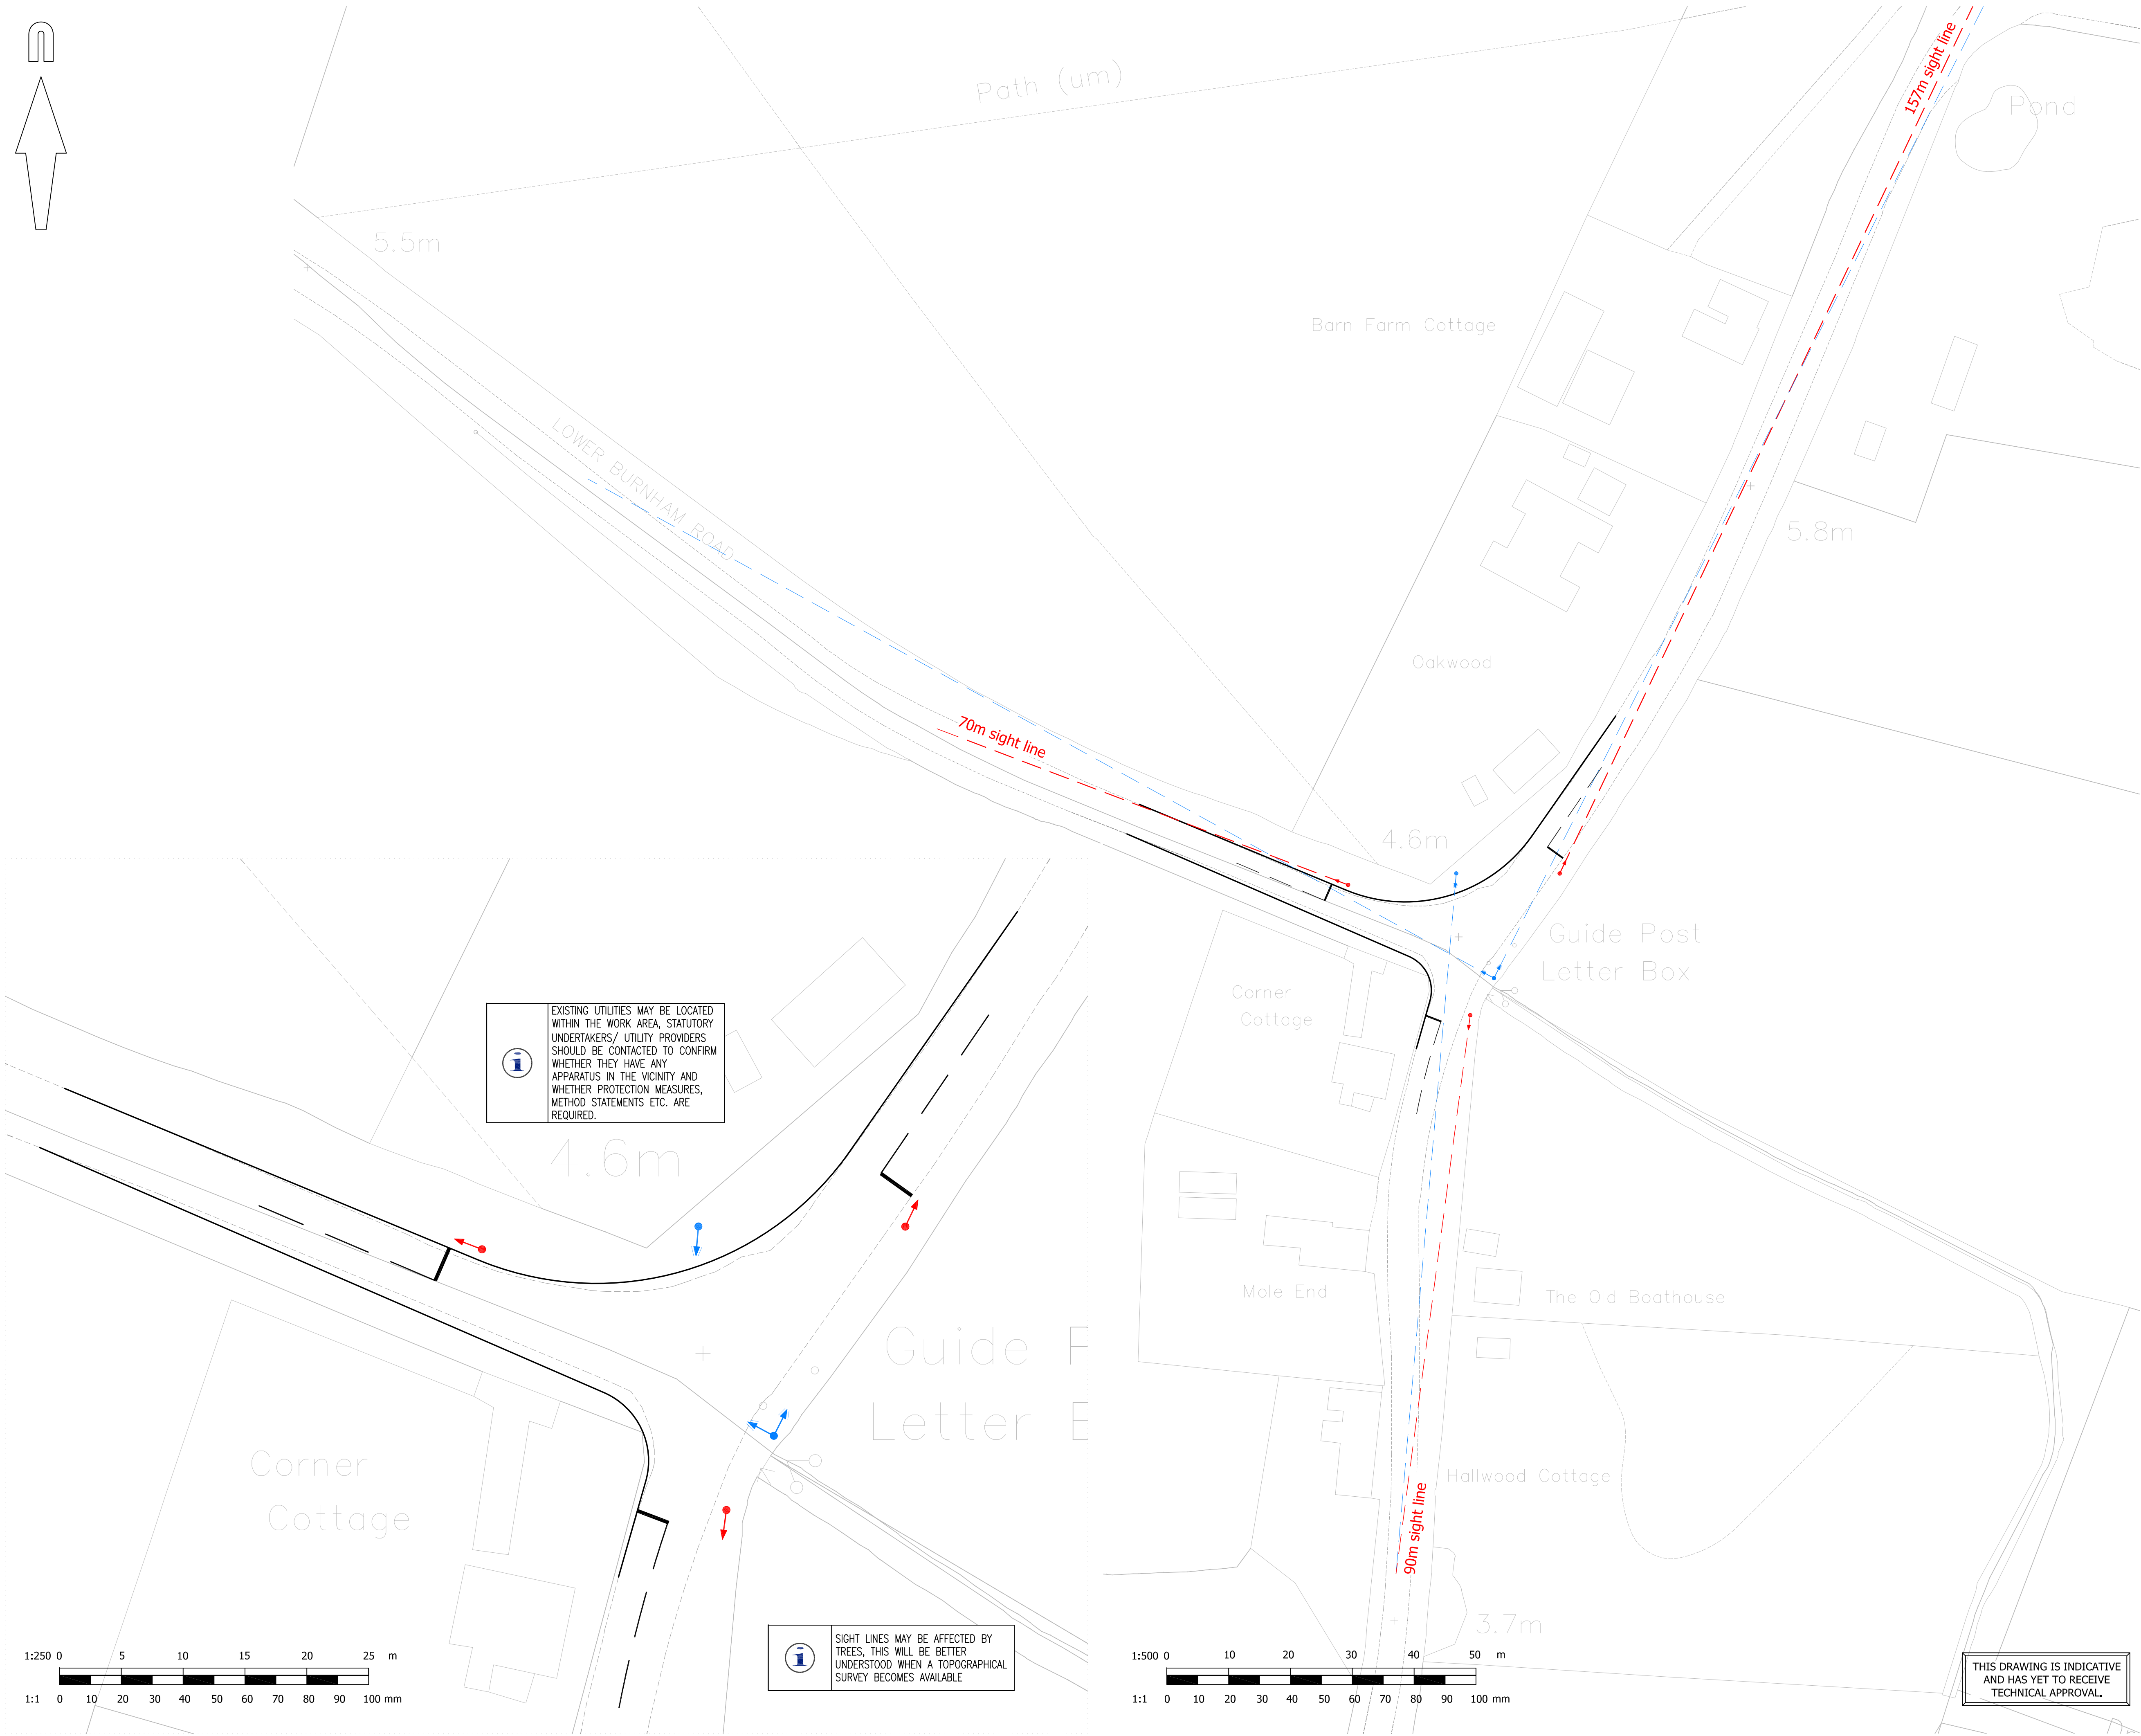 157m sight line
Path (um)
Pond
5.5m
Barn Farm Cottage
LOWER BURNHAM ROAD
5.8m
Oakwood
70m sight line
4.6m
Guide Post
Letter Box
Corner
Cottage
EXISTING UTILITIES MAY BE LOCATED
WITHIN THE WORK AREA, STATUTORY
UNDERTAKERS/ UTILITY PROVIDERS
SHOULD BE CONTACTED TO CONFIRM
WHETHER THEY HAVE ANY
APPARATUS IN THE VICINITY AND
WHETHER PROTECTION MEASURES,
METHOD STATEMENTS ETC. ARE
REQUIRED.
4.6m
Mole End
The Old Boathouse
Guide P
Letter B
Corner
Cottage
Hallwood Cottage
90m sight line
3.7m
SIGHT LINES MAY BE AFFECTED BY
TREES, THIS WILL BE BETTER
UNDERSTOOD WHEN A TOPOGRAPHICAL
SURVEY BECOMES AVAILABLE
1:250 0 5 10 15 20 25 m
1:1 0 10 20 30 40 50 60 70 80 90 100 mm
1:500 0 10 20 30 40 50 m
1:1 0 10 20 30 40 50 60 70 80 90 100 mm
THIS DRAWING IS INDICATIVE
AND HAS YET TO RECEIVE
TECHNICAL APPROVAL.